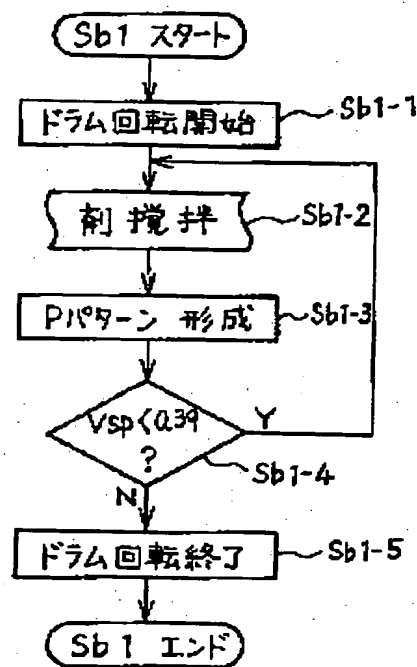 Sb1 スタート
ドラム回転開始
Sb1-1
剤攪拌
Sb1-2
Pパターン 形成
Sb1-3
Vsp<0.39
?
Y
Sb1-4
N
ドラム回転終了
Sb1-5
Sb1 エンド